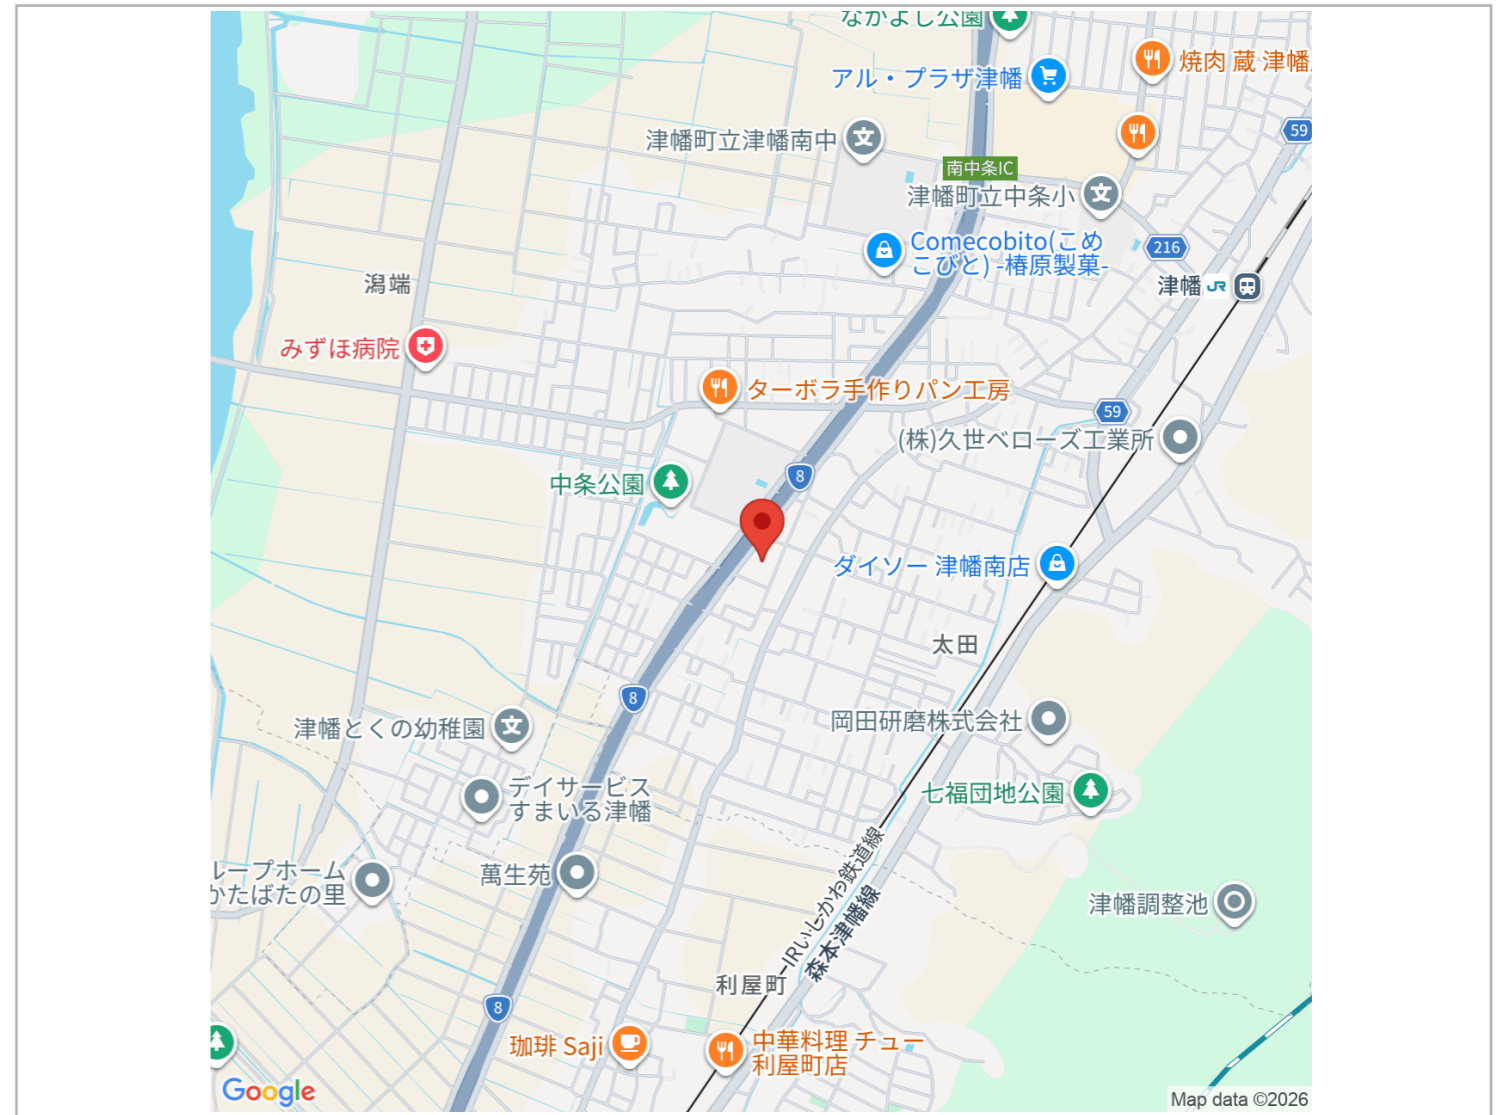 なかよし公園
アル・プラザ津幡
焼肉 蔵 津幡
59
津幡町立津幡南中
南中条IC
津幡町立中条小
Comecobito(こめ
こびと) -椿原製菓-
216
津幡 JR
潟端
みずほ病院
ターボラ手作りパン工房
59
(株)久世ベローズ工業所
中条公園
8
ダイソー 津幡南店
太田
8
岡田研磨株式会社
津幡とくの幼稚園
デイサービス
すまいる津幡
七福団地公園
萬生苑
ループホーム
かたばたの里
津幡調整池
IRいしかわ鉄道線
森本津幡線
利屋町
8
珈琲 Saji
中華料理 チュー
利屋町店
Google
Map data ©2026